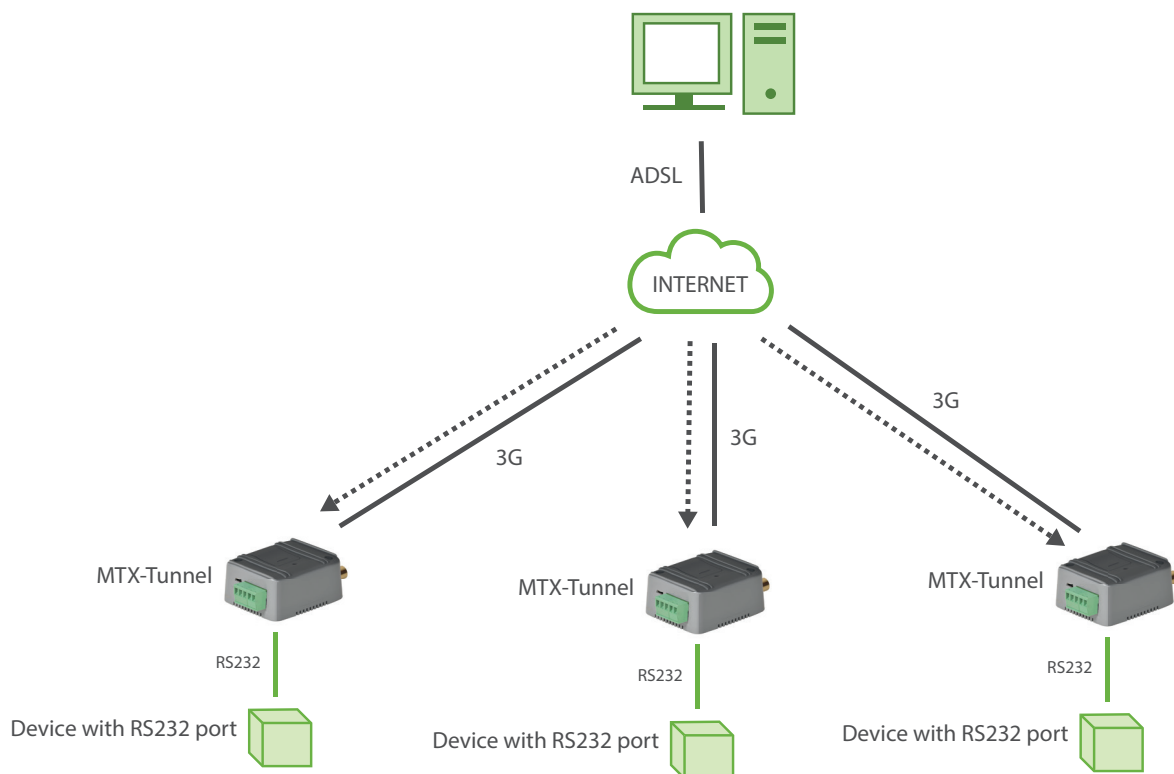 ADSL
INTERNET
3G
3G
3G
MTX-Tunnel
MTX-Tunnel
MTX-Tunnel
RS232
RS232
RS232
Device with RS232 port
Device with RS232 port
Device with RS232 port